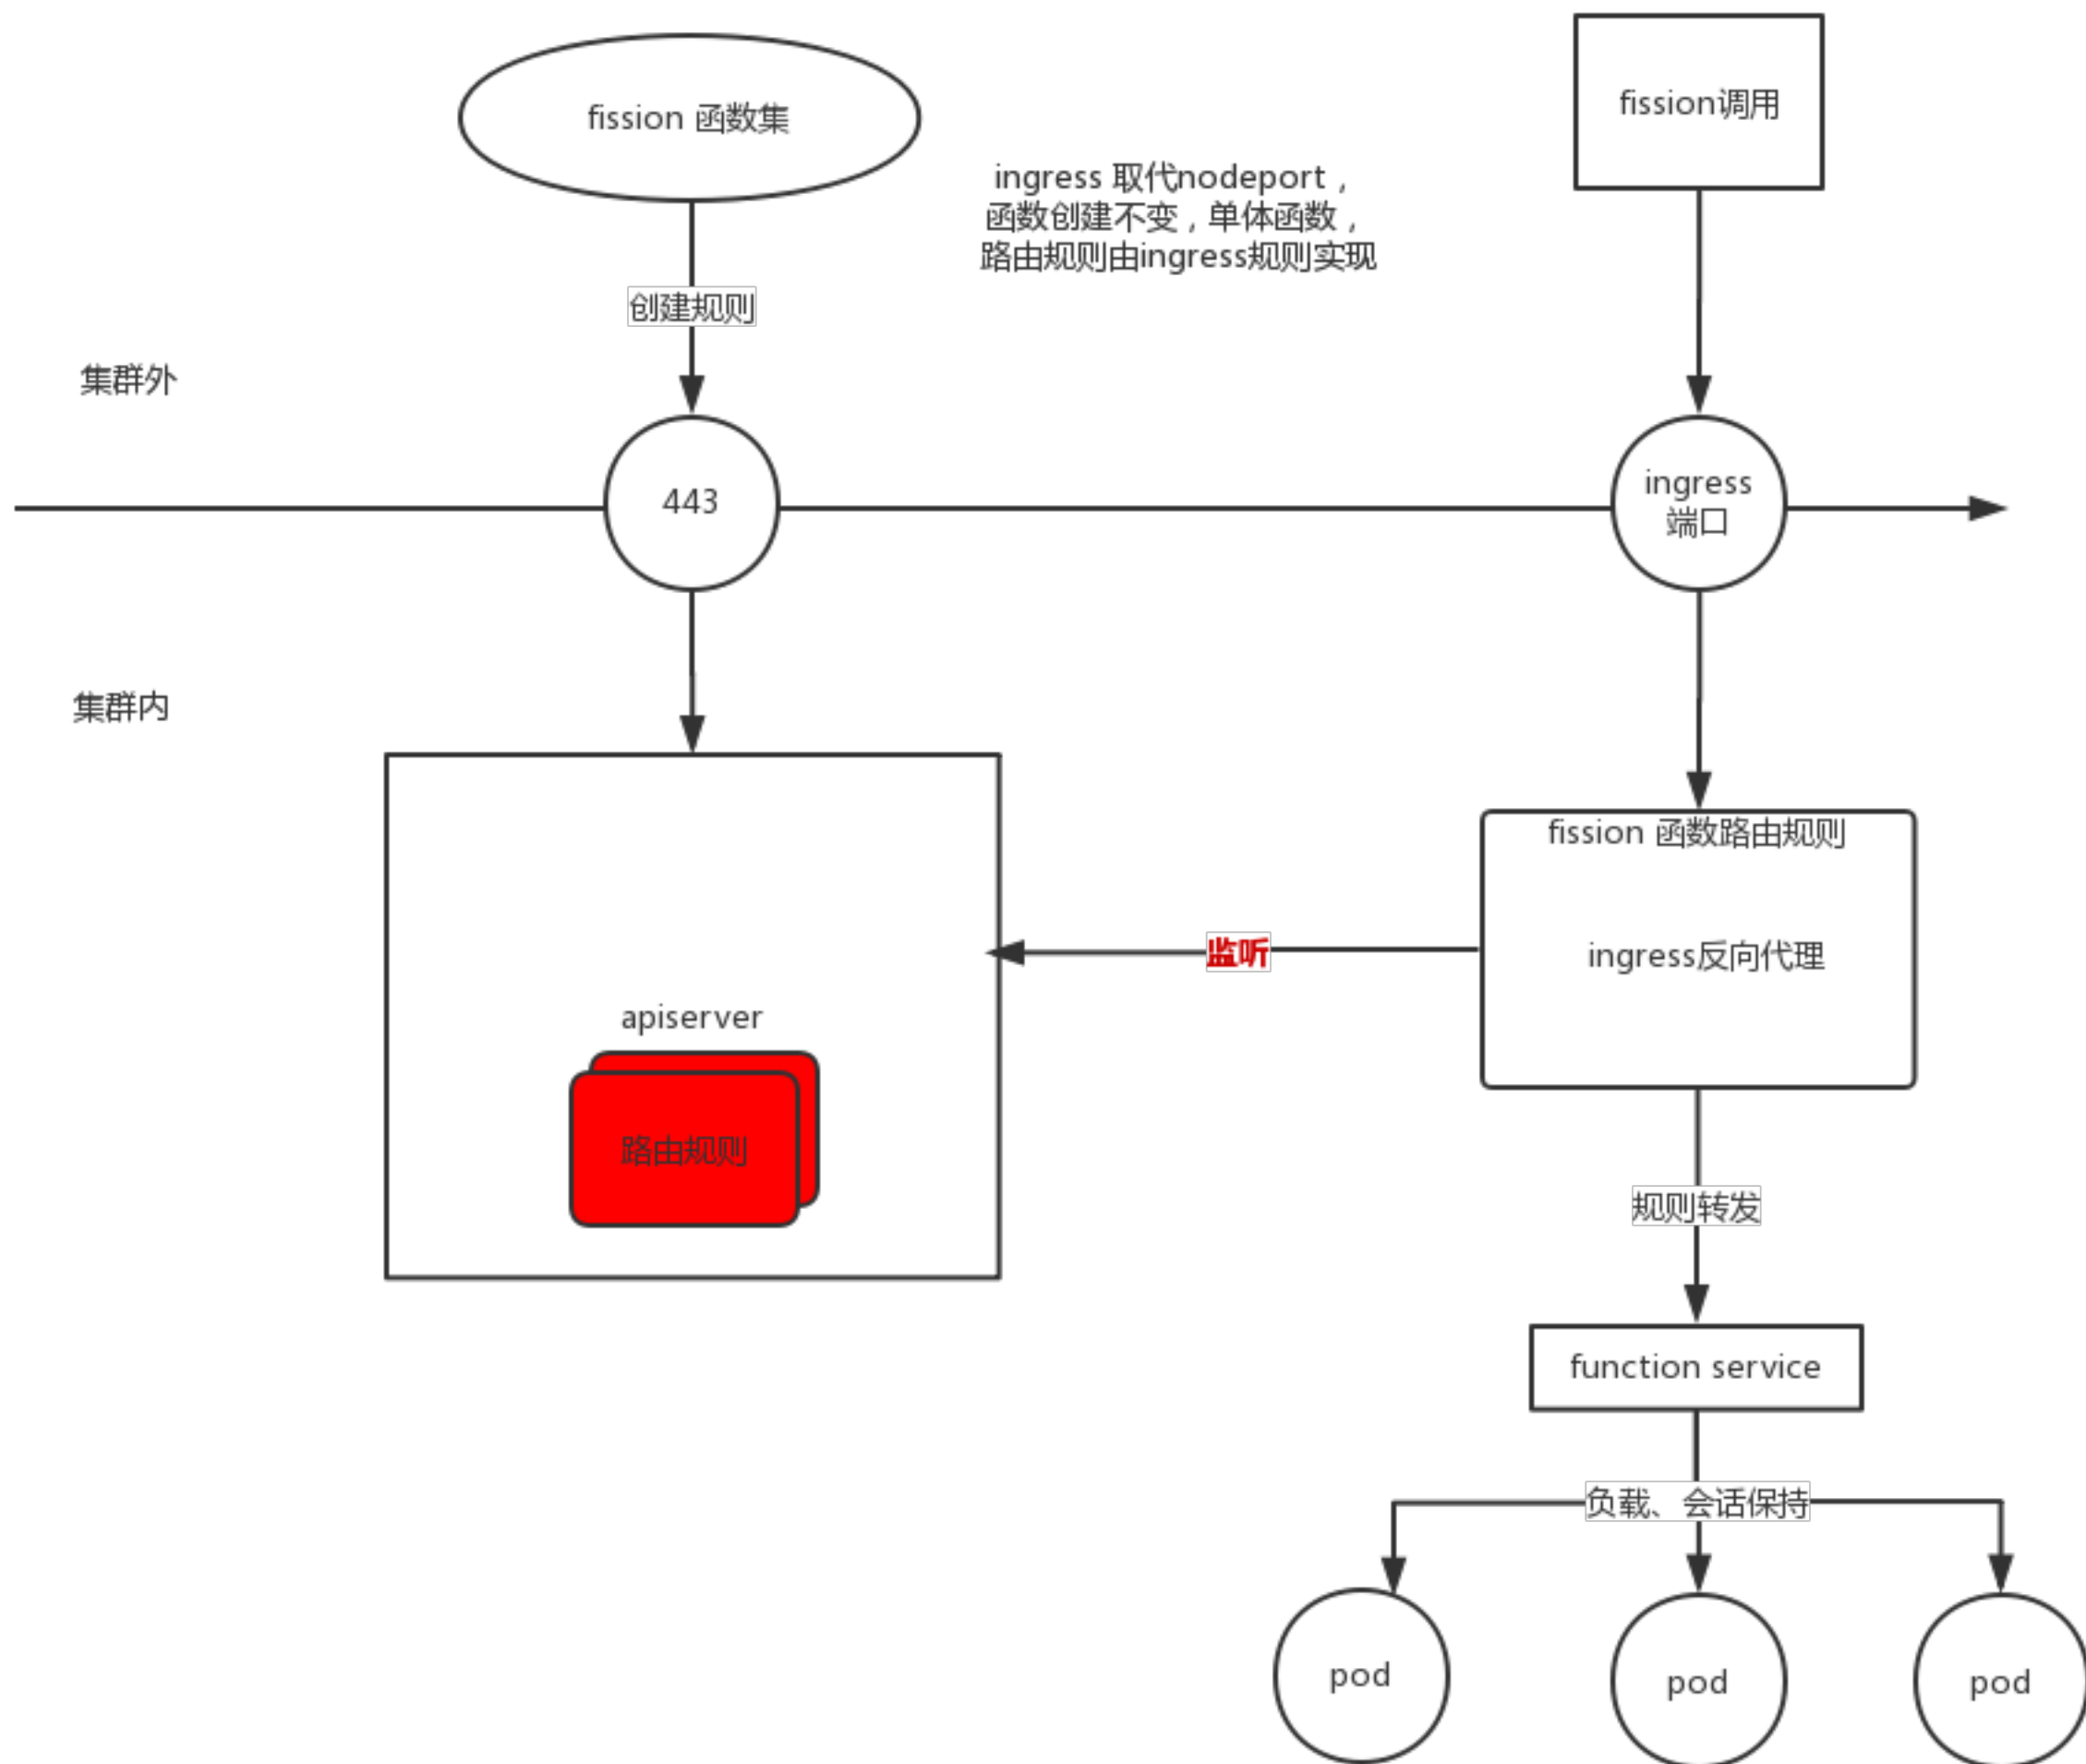 fission 函数集
fission调用
ingress 取代nodeport，
函数创建不变，单体函数，
路由规则由ingress规则实现
创建规则
集群外
443
ingress
端口
集群内
fission 函数路由规则
ingress反向代理
监听
apiserver
路由规则
规则转发
function service
负载、会话保持
pod
pod
pod